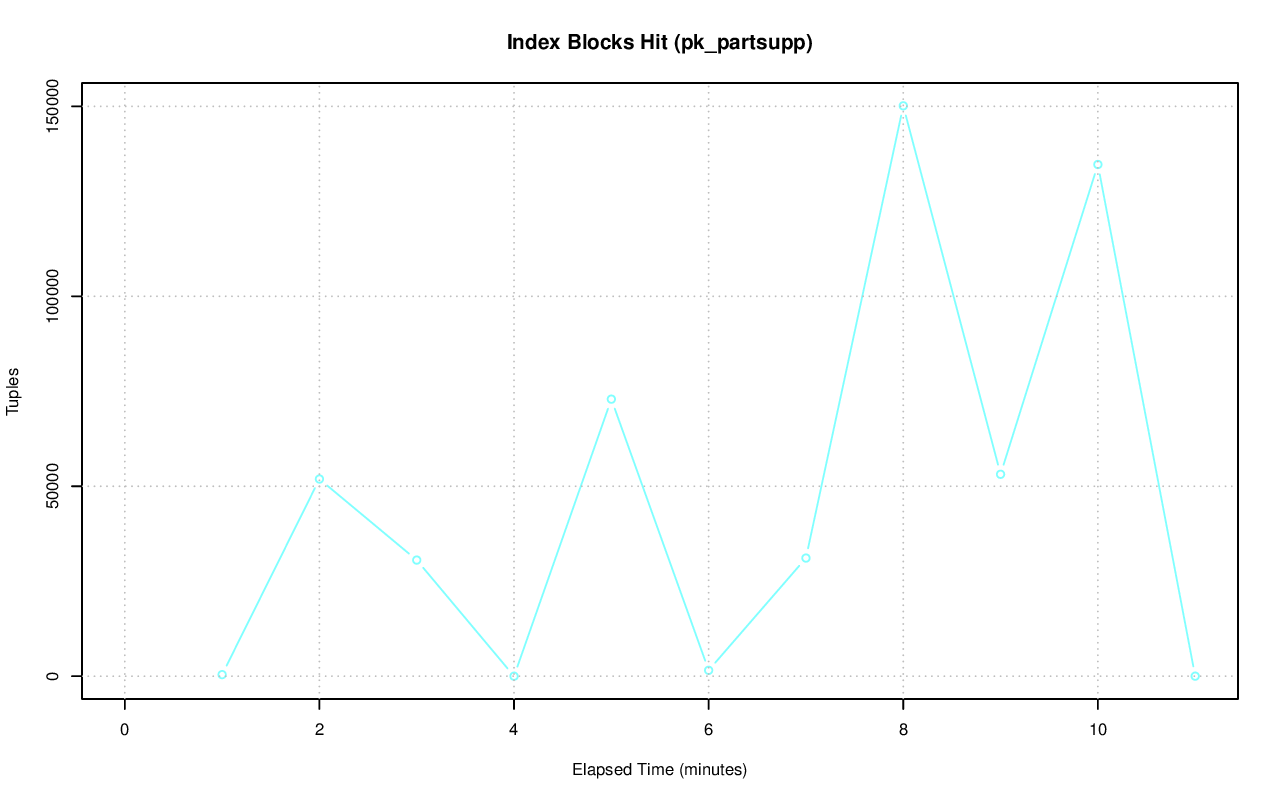 Index Blocks Hit (pk_partsupp)
150000
100000
50000
0
Tuples
0 2 4 6 8 10
Elapsed Time (minutes)